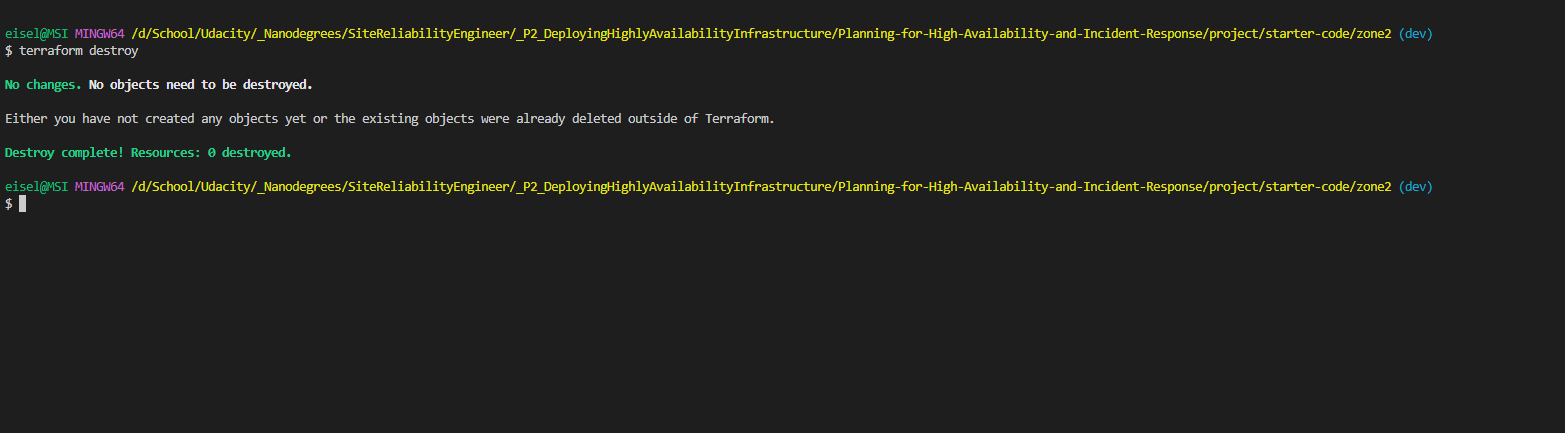 eisel@MSI MINGW64 /d/School/Udacity/_Nanodegrees/SiteReliabilityEngineer/_P2_DeployingHighlyAvailabilityInfrastructure/Planning-for-High-Availability-and-Incident-Response/project/starter-code/zone2 (dev)
$ terraform destroy
No changes. No objects need to be destroyed.
Either you have not created any objects yet or the existing objects were already deleted outside of Terraform.
Destroy complete! Resources: 0 destroyed.
eisel@MSI MINGW64 /d/School/Udacity/_Nanodegrees/SiteReliabilityEngineer/_P2_DeployingHighlyAvailabilityInfrastructure/Planning-for-High-Availability-and-Incident-Response/project/starter-code/zone2 (dev)
$